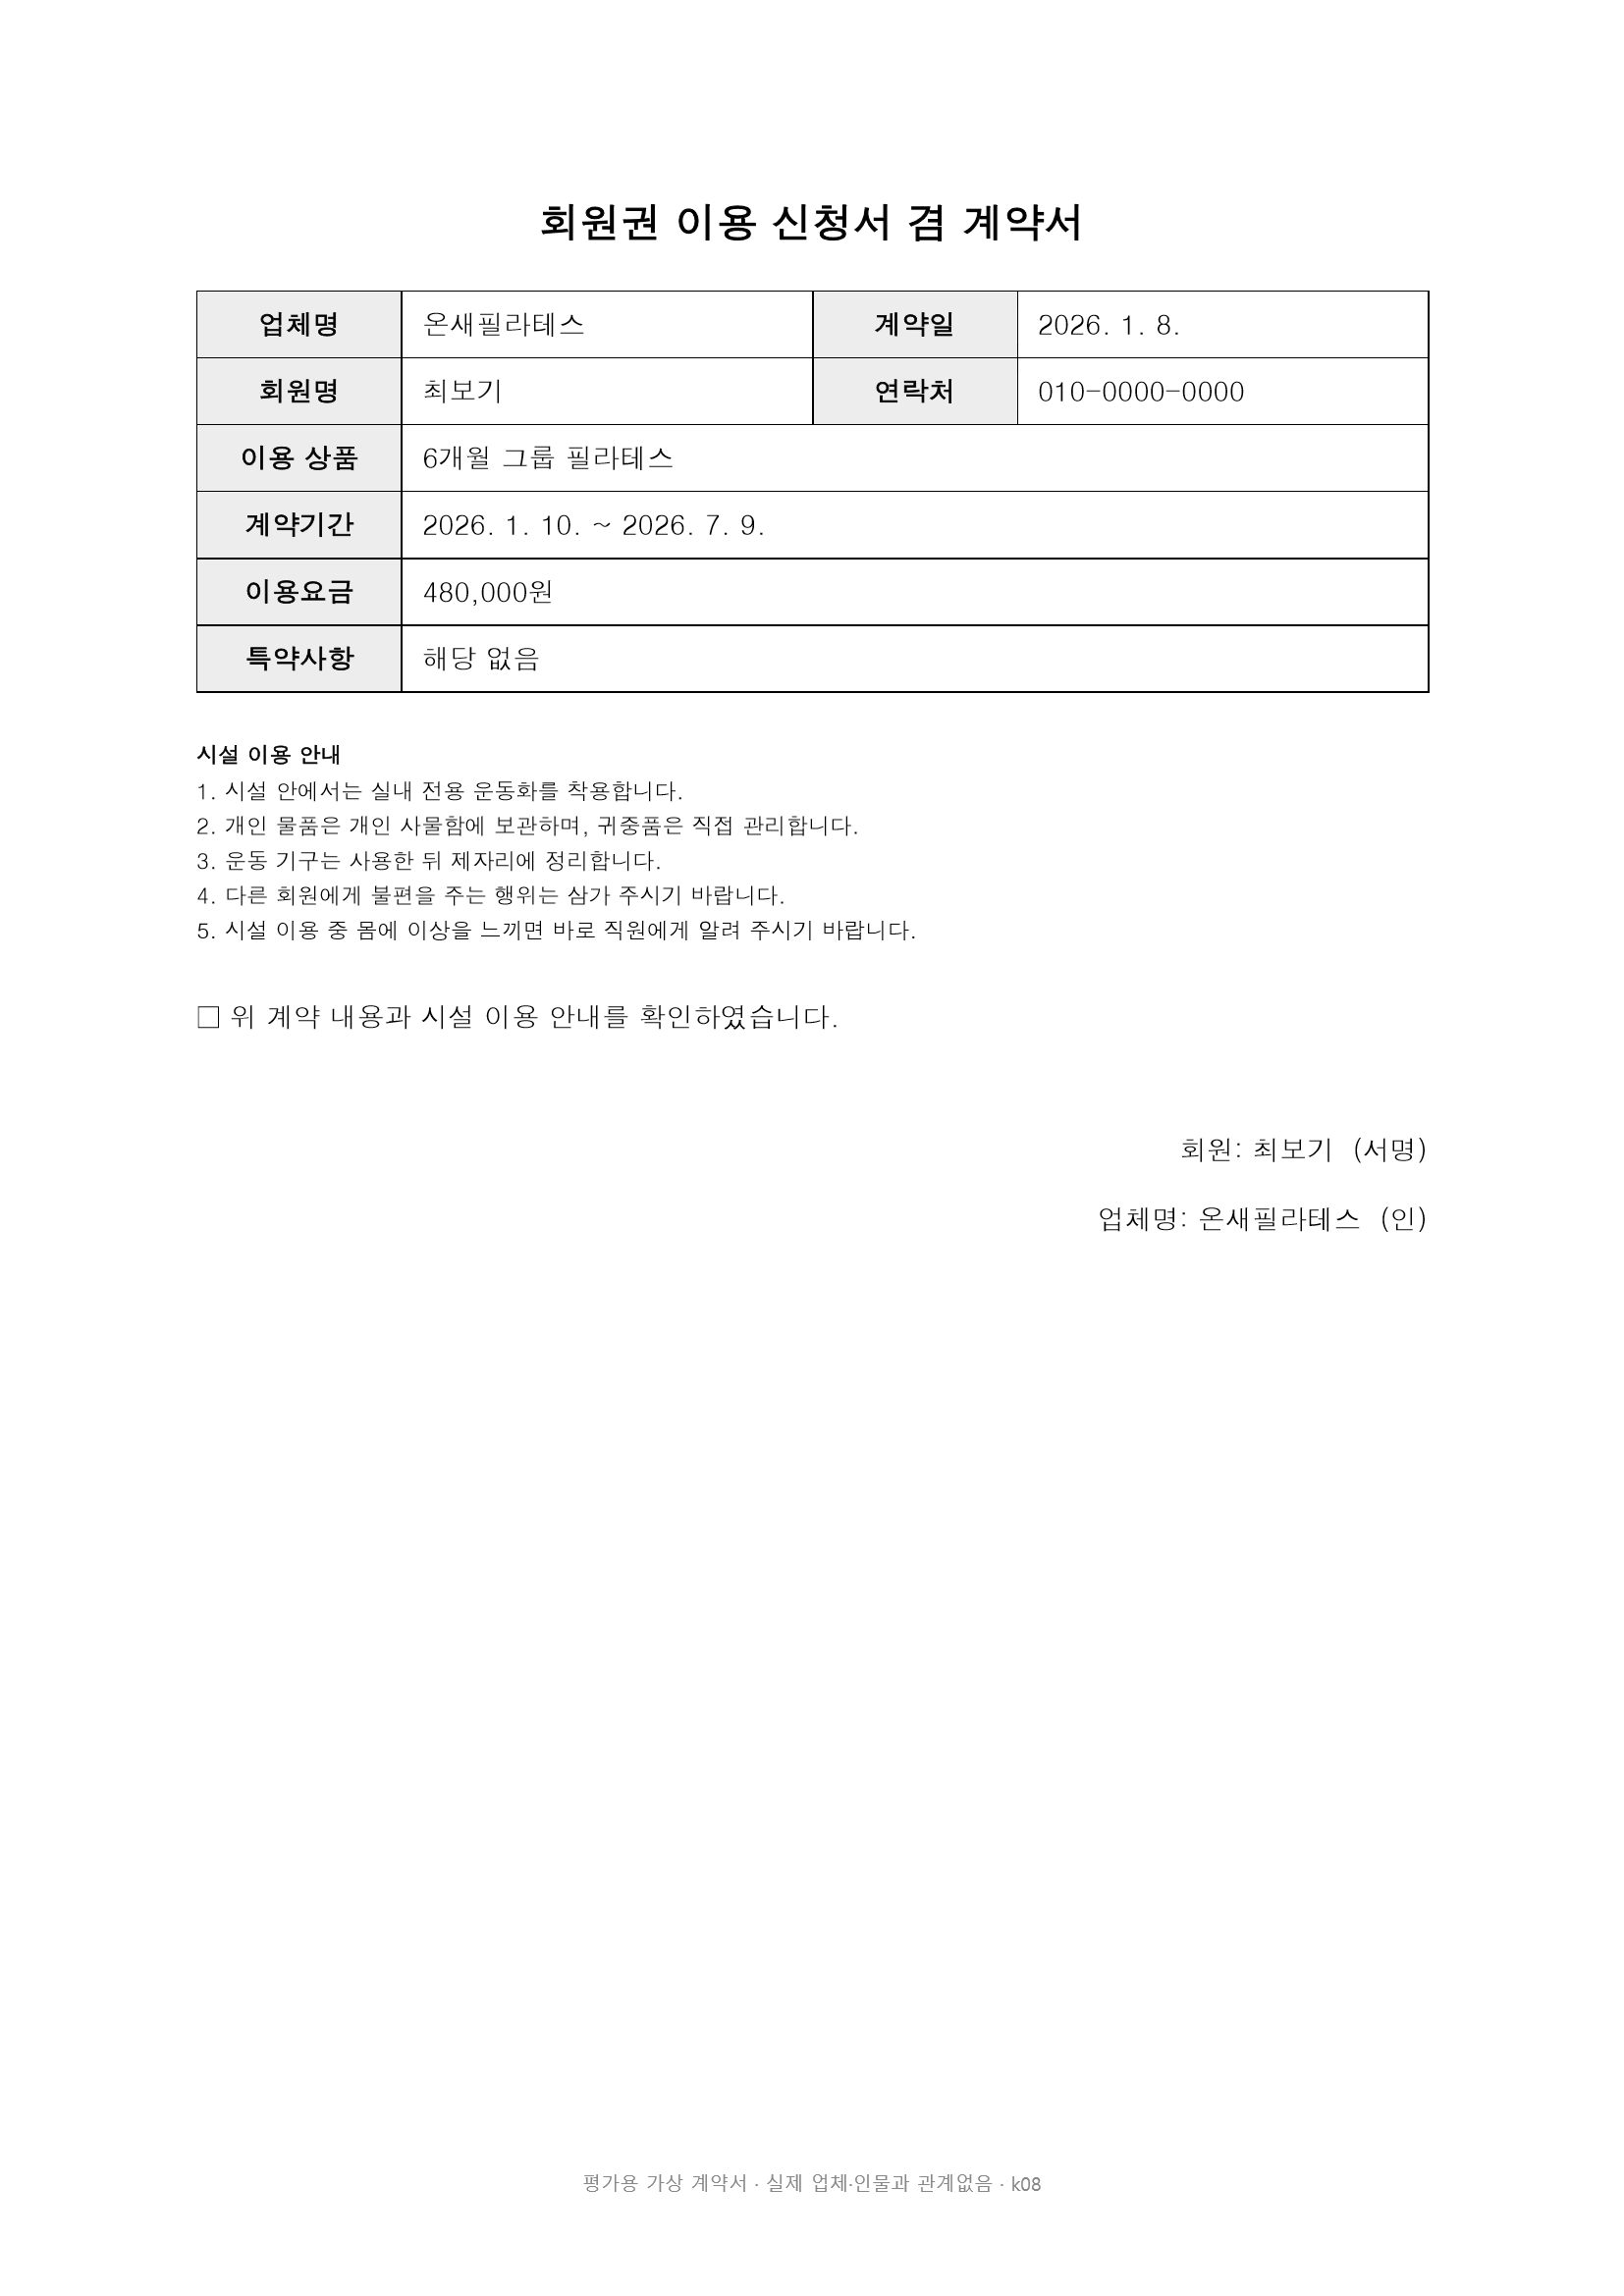 회원권 이용 신청서 겸 계약서
업체명 온새필라테스 계약일 2026. 1. 8.
회원명 최보기 연락처 010-0000-0000
이용 상품 6개월 그룹 필라테스
계약기간 2026. 1. 10. ~ 2026. 7. 9.
이용요금 480,000원
특약사항 해당 없음
시설 이용 안내
1. 시설 안에서는 실내 전용 운동화를 착용합니다.
2. 개인 물품은 개인 사물함에 보관하며, 귀중품은 직접 관리합니다.
3. 운동 기구는 사용한 뒤 제자리에 정리합니다.
4. 다른 회원에게 불편을 주는 행위는 삼가 주시기 바랍니다.
5. 시설 이용 중 몸에 이상을 느끼면 바로 직원에게 알려 주시기 바랍니다.
□ 위 계약 내용과 시설 이용 안내를 확인하였습니다.
회원: 최보기 (서명)
업체명: 온새필라테스 (인)
평가용 가상 계약서 · 실제 업체·인물과 관계없음 · k08